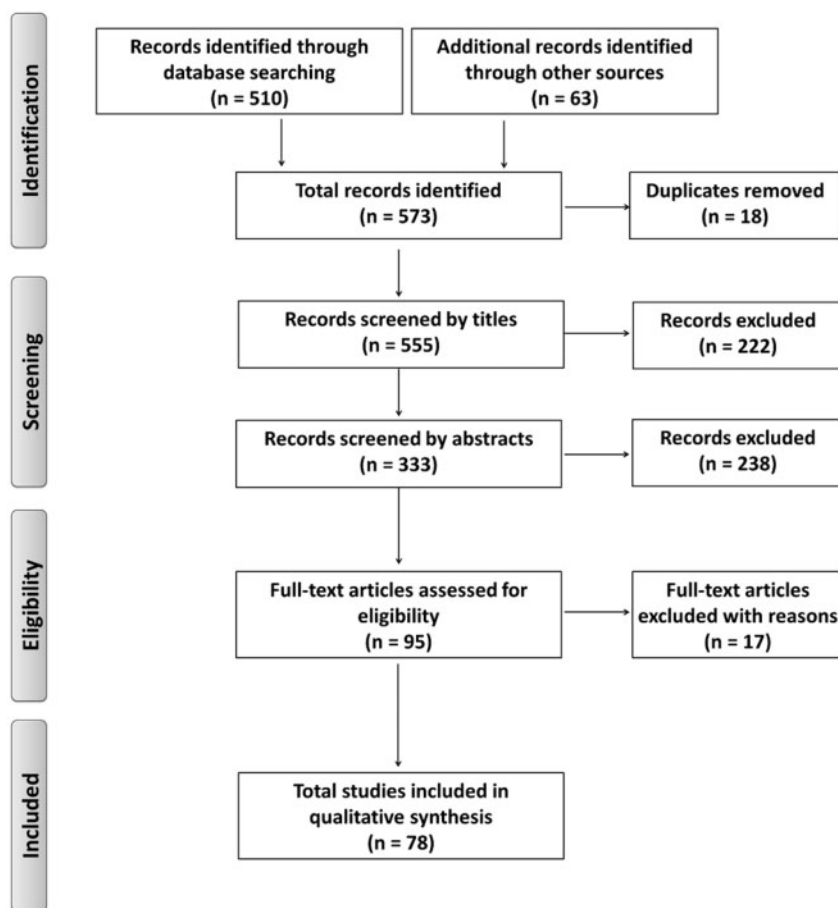 Identification
Records identified through
database searching
(n = 510)
Additional records identified
through other sources
(n = 63)
Total records identified
(n = 573)
Duplicates removed
(n = 18)
Screening
Records screened by titles
(n = 555)
Records excluded
(n = 222)
Records screened by abstracts
(n = 333)
Records excluded
(n = 238)
Eligibility
Full-text articles assessed for
eligibility
(n = 95)
Full-text articles
excluded with reasons
(n = 17)
Included
Total studies included in
qualitative synthesis
(n = 78)